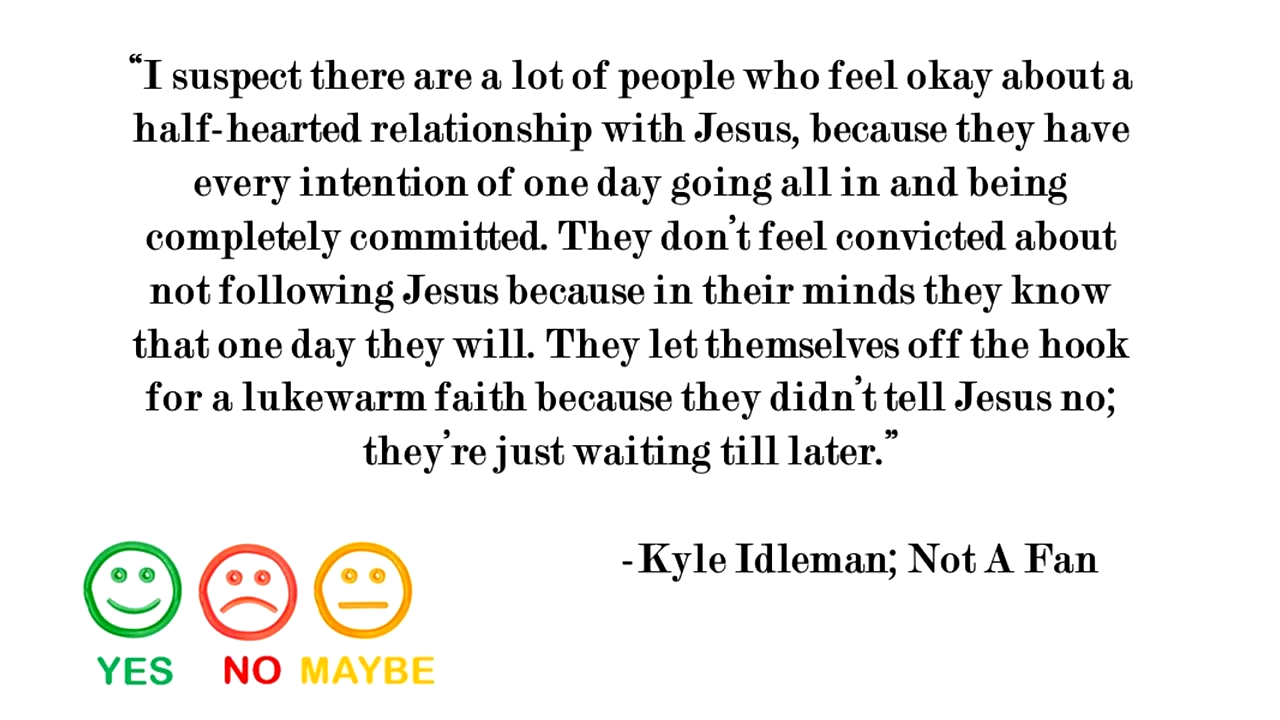 “I suspect there are a lot of people who feel okay about a
half-hearted relationship with Jesus, because they have
every intention of one day going all in and being
completely committed. They don’t feel convicted about
not following Jesus because in their minds they know
that one day they will. They let themselves off the hook
for a lukewarm faith because they didn’t tell Jesus no;
they’re just waiting till later.”
-Kyle Idleman; Not A Fan
YES NO MAYBE